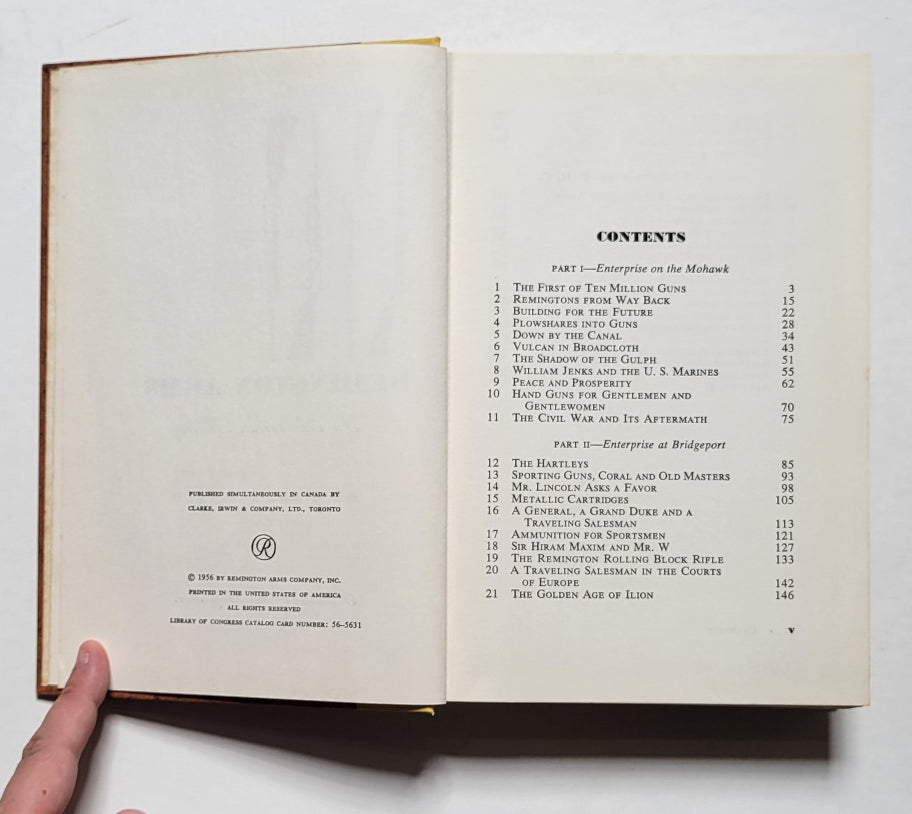 PUBLISHED SIMULTANEOUSLY IN CANADA BY
CLARKE, IRWIN & COMPANY, LTD., TORONTO
R
© 1956 BY REMINGTON ARMS COMPANY, INC.
PRINTED IN THE UNITED STATES OF AMERICA
ALL RIGHTS RESERVED
LIBRARY OF CONGRESS CATALOG CARD NUMBER: 56-5631
CONTENTS
PART I—Enterprise on the Mohawk
1 THE FIRST OF TEN MILLION GUNS 3
2 REMINGTONS FROM WAY BACK 15
3 BUILDING FOR THE FUTURE 22
4 PLOWSHARES INTO GUNS 28
5 DOWN BY THE CANAL 34
6 VULCAN IN BROADCLOTH 43
7 THE SHADOW OF THE GULPH 51
8 WILLIAM JENKS AND THE U. S. MARINES 55
9 PEACE AND PROSPERITY 62
10 HAND GUNS FOR GENTLEMEN AND
GENTLEWOMEN 70
11 THE CIVIL WAR AND ITS AFTERMATH 75
PART II—Enterprise at Bridgeport
12 THE HARTLEYS 85
13 SPORTING GUNS, CORAL AND OLD MASTERS 93
14 MR. LINCOLN ASKS A FAVOR 98
15 METALLIC CARTRIDGES 105
16 A GENERAL, A GRAND DUKE AND A
TRAVELING SALESMAN 113
17 AMMUNITION FOR SPORTSMEN 121
18 SIR HIRAM MAXIM AND MR. W 127
19 THE REMINGTON ROLLING BLOCK RIFLE 133
20 A TRAVELING SALESMAN IN THE COURTS
OF EUROPE 142
21 THE GOLDEN AGE OF ILION 146
v